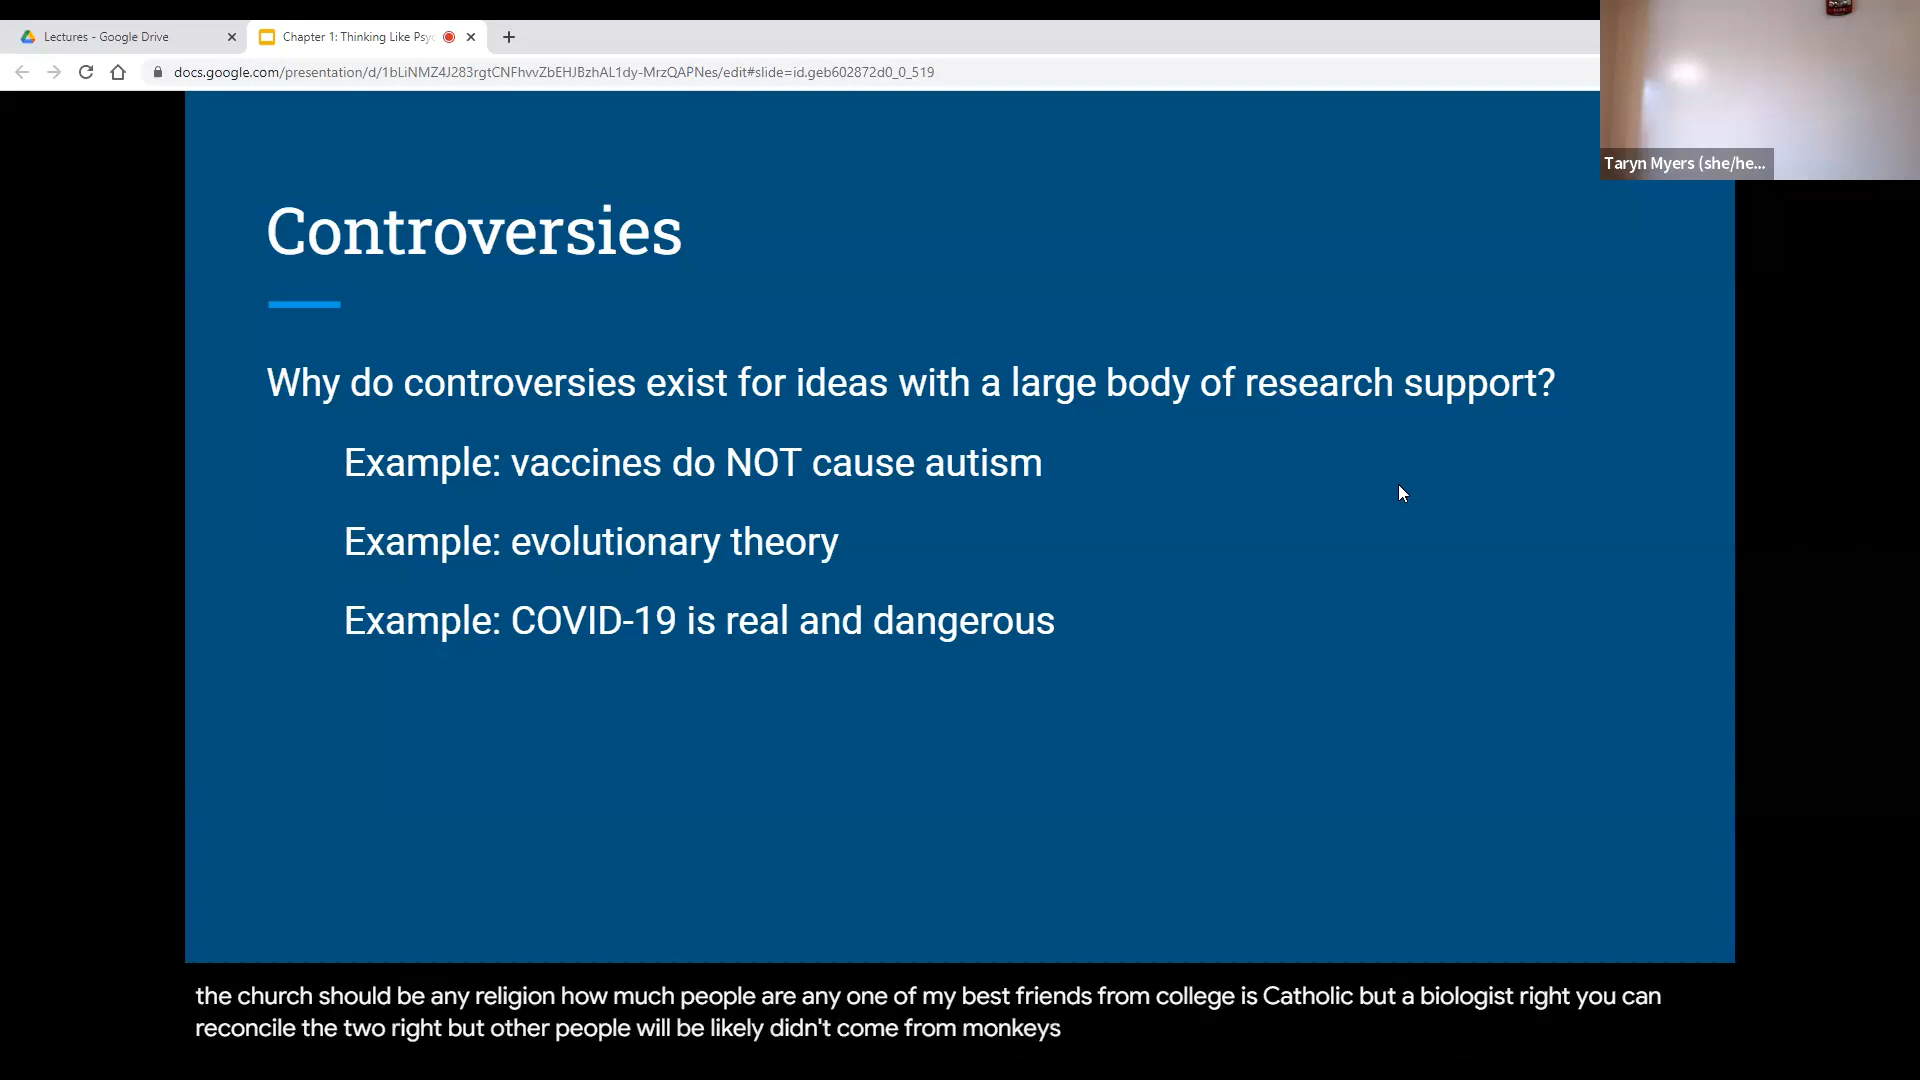 Lectures - Google Drive
Chapter 1: Thinking Like Psy
docs.google.com/presentation/d/1bLiNMZ4J283rgtCNFhvvZbEHJBzhAL1dy-MrzQAPNes/edit#slide=id.geb602872d0_0_519
Taryn Myers (she/he...
Controversies
Why do controversies exist for ideas with a large body of research support?
Example: vaccines do NOT cause autism
Example: evolutionary theory
Example: COVID-19 is real and dangerous
the church should be any religion how much people are any one of my best friends from college is Catholic but a biologist right you can
reconcile the two right but other people will be likely didn't come from monkeys